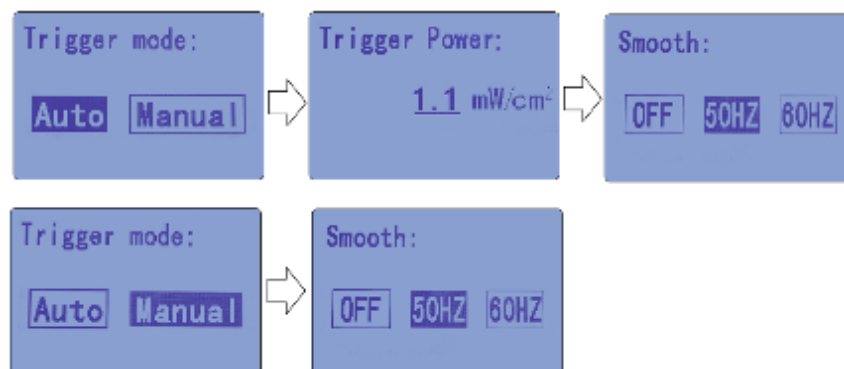 Trigger mode:
Auto Manual
Trigger Power:
1.1 mW/cm²
Smooth:
OFF 50HZ 60HZ
Trigger mode:
Auto Manual
Smooth:
OFF 50HZ 60HZ